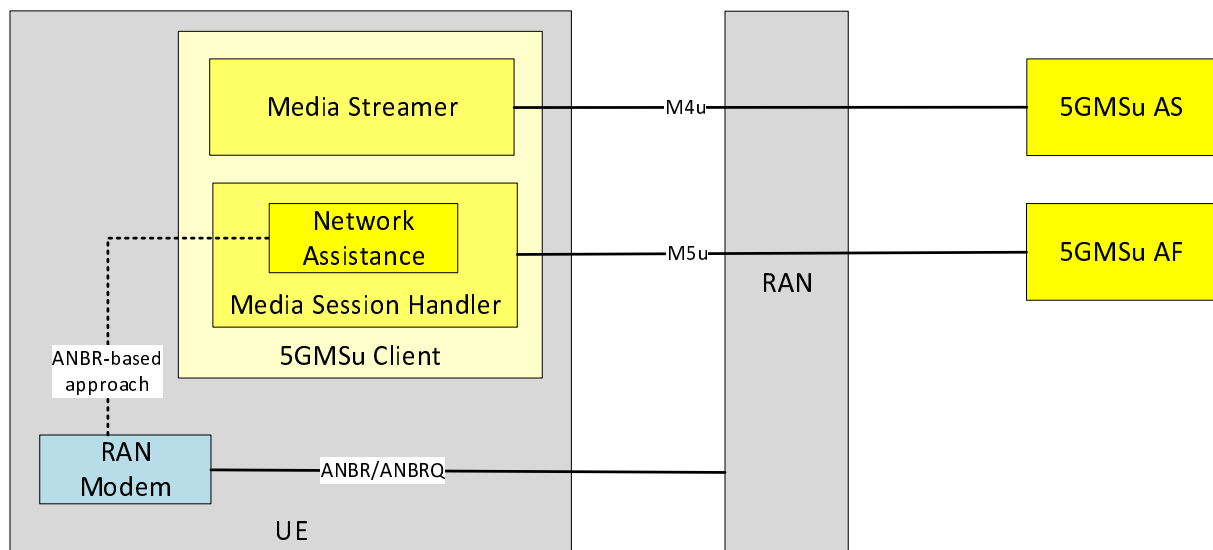 Media Streamer
M4u
5GMSu AS
Network
Assistance
M5u
5GMSu AF
RAN
Media Session Handler
5GMSu Client
ANBR-based
approach
RAN
Modem
ANBR/ANBRQ
UE